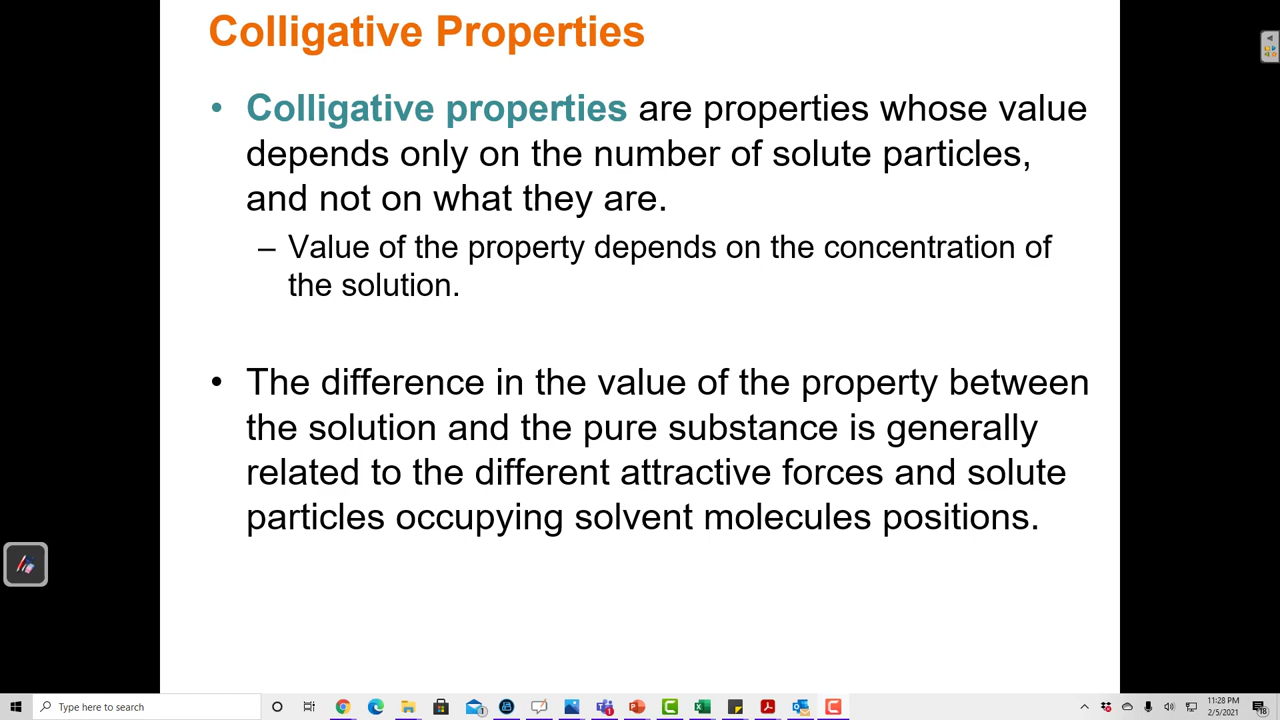 Colligative Properties
• Colligative properties are properties whose value
depends only on the number of solute particles,
and not on what they are.
– Value of the property depends on the concentration of
the solution.
• The difference in the value of the property between
the solution and the pure substance is generally
related to the different attractive forces and solute
particles occupying solvent molecules positions.
Type here to search
11:28 PM
2/5/2021